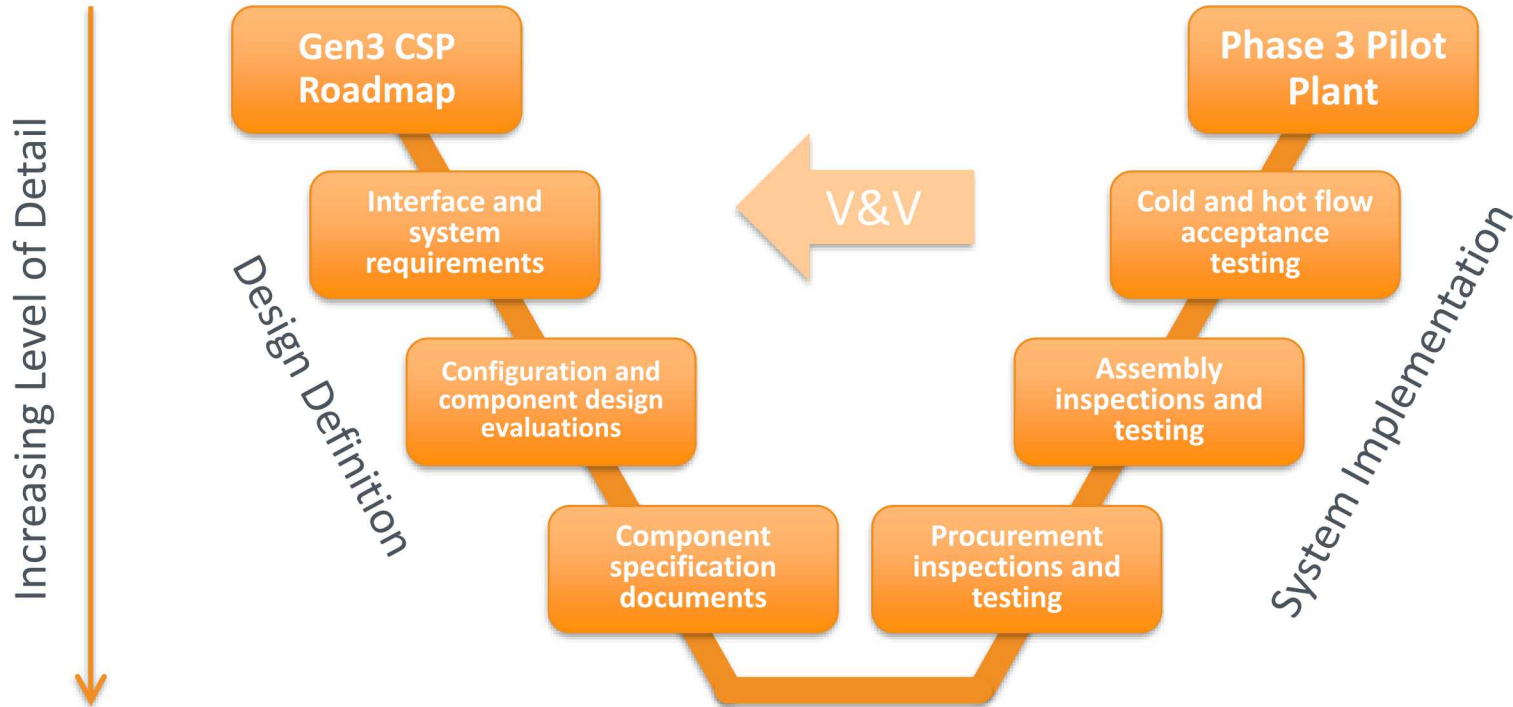 Increasing Level of Detail
Gen3 CSP
Roadmap
Interface and
system
requirements
Configuration and
component design
evaluations
Component
specification
documents
Design Definition
V&V
Phase 3 Pilot
Plant
Cold and hot flow
acceptance
testing
Assembly
inspections and
testing
Procurement
inspections and
testing
System Implementation